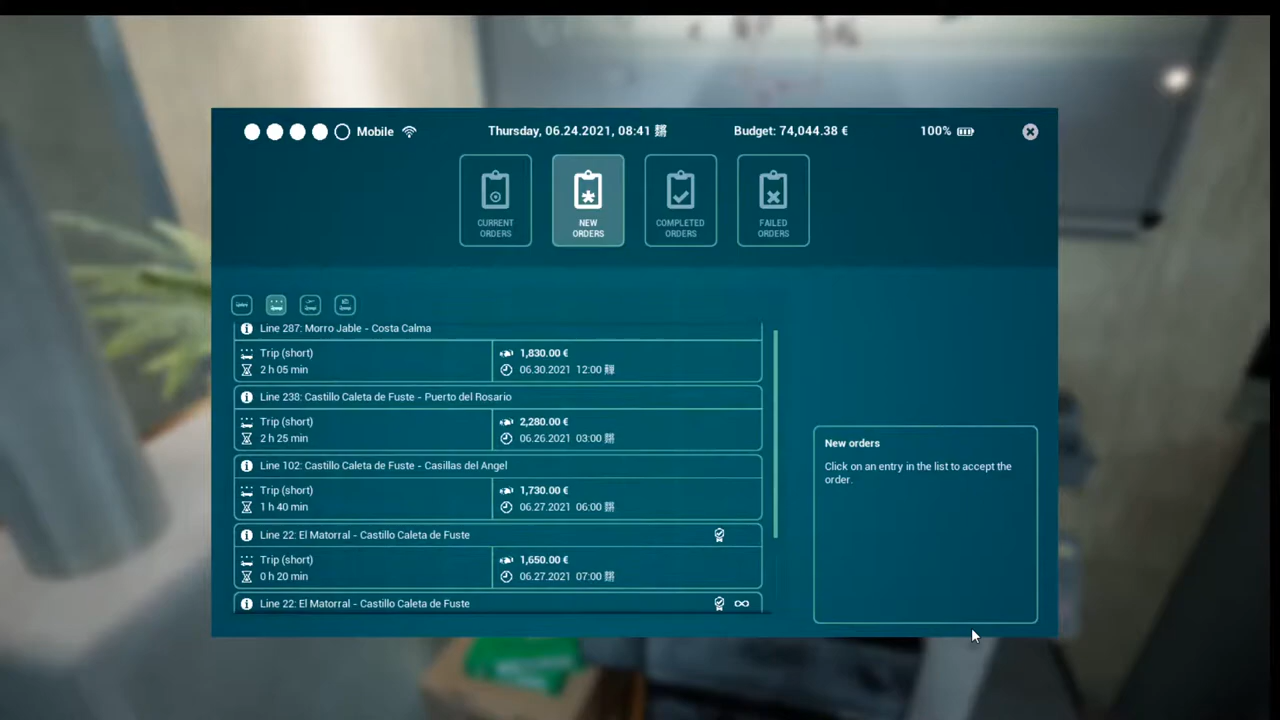 Mobile
Thursday, 06.24.2021, 08:41
Budget: 74,044.38 €
100%
CURRENT
ORDERS
NEW
ORDERS
COMPLETED
ORDERS
FAILED
ORDERS
Line 287: Morro Jable - Costa Calma
Trip (short)
1,830.00 €
2 h 05 min
06.30.2021 12:00
Line 238: Castillo Caleta de Fuste - Puerto del Rosario
Trip (short)
2,280.00 €
2 h 25 min
06.26.2021 03:00
Line 102: Castillo Caleta de Fuste - Casillas del Angel
Trip (short)
1,730.00 €
1 h 40 min
06.27.2021 06:00
Line 22: El Matorral - Castillo Caleta de Fuste
Trip (short)
1,650.00 €
0 h 20 min
06.27.2021 07:00
Line 22: El Matorral - Castillo Caleta de Fuste
New orders
Click on an entry in the list to accept the
order.